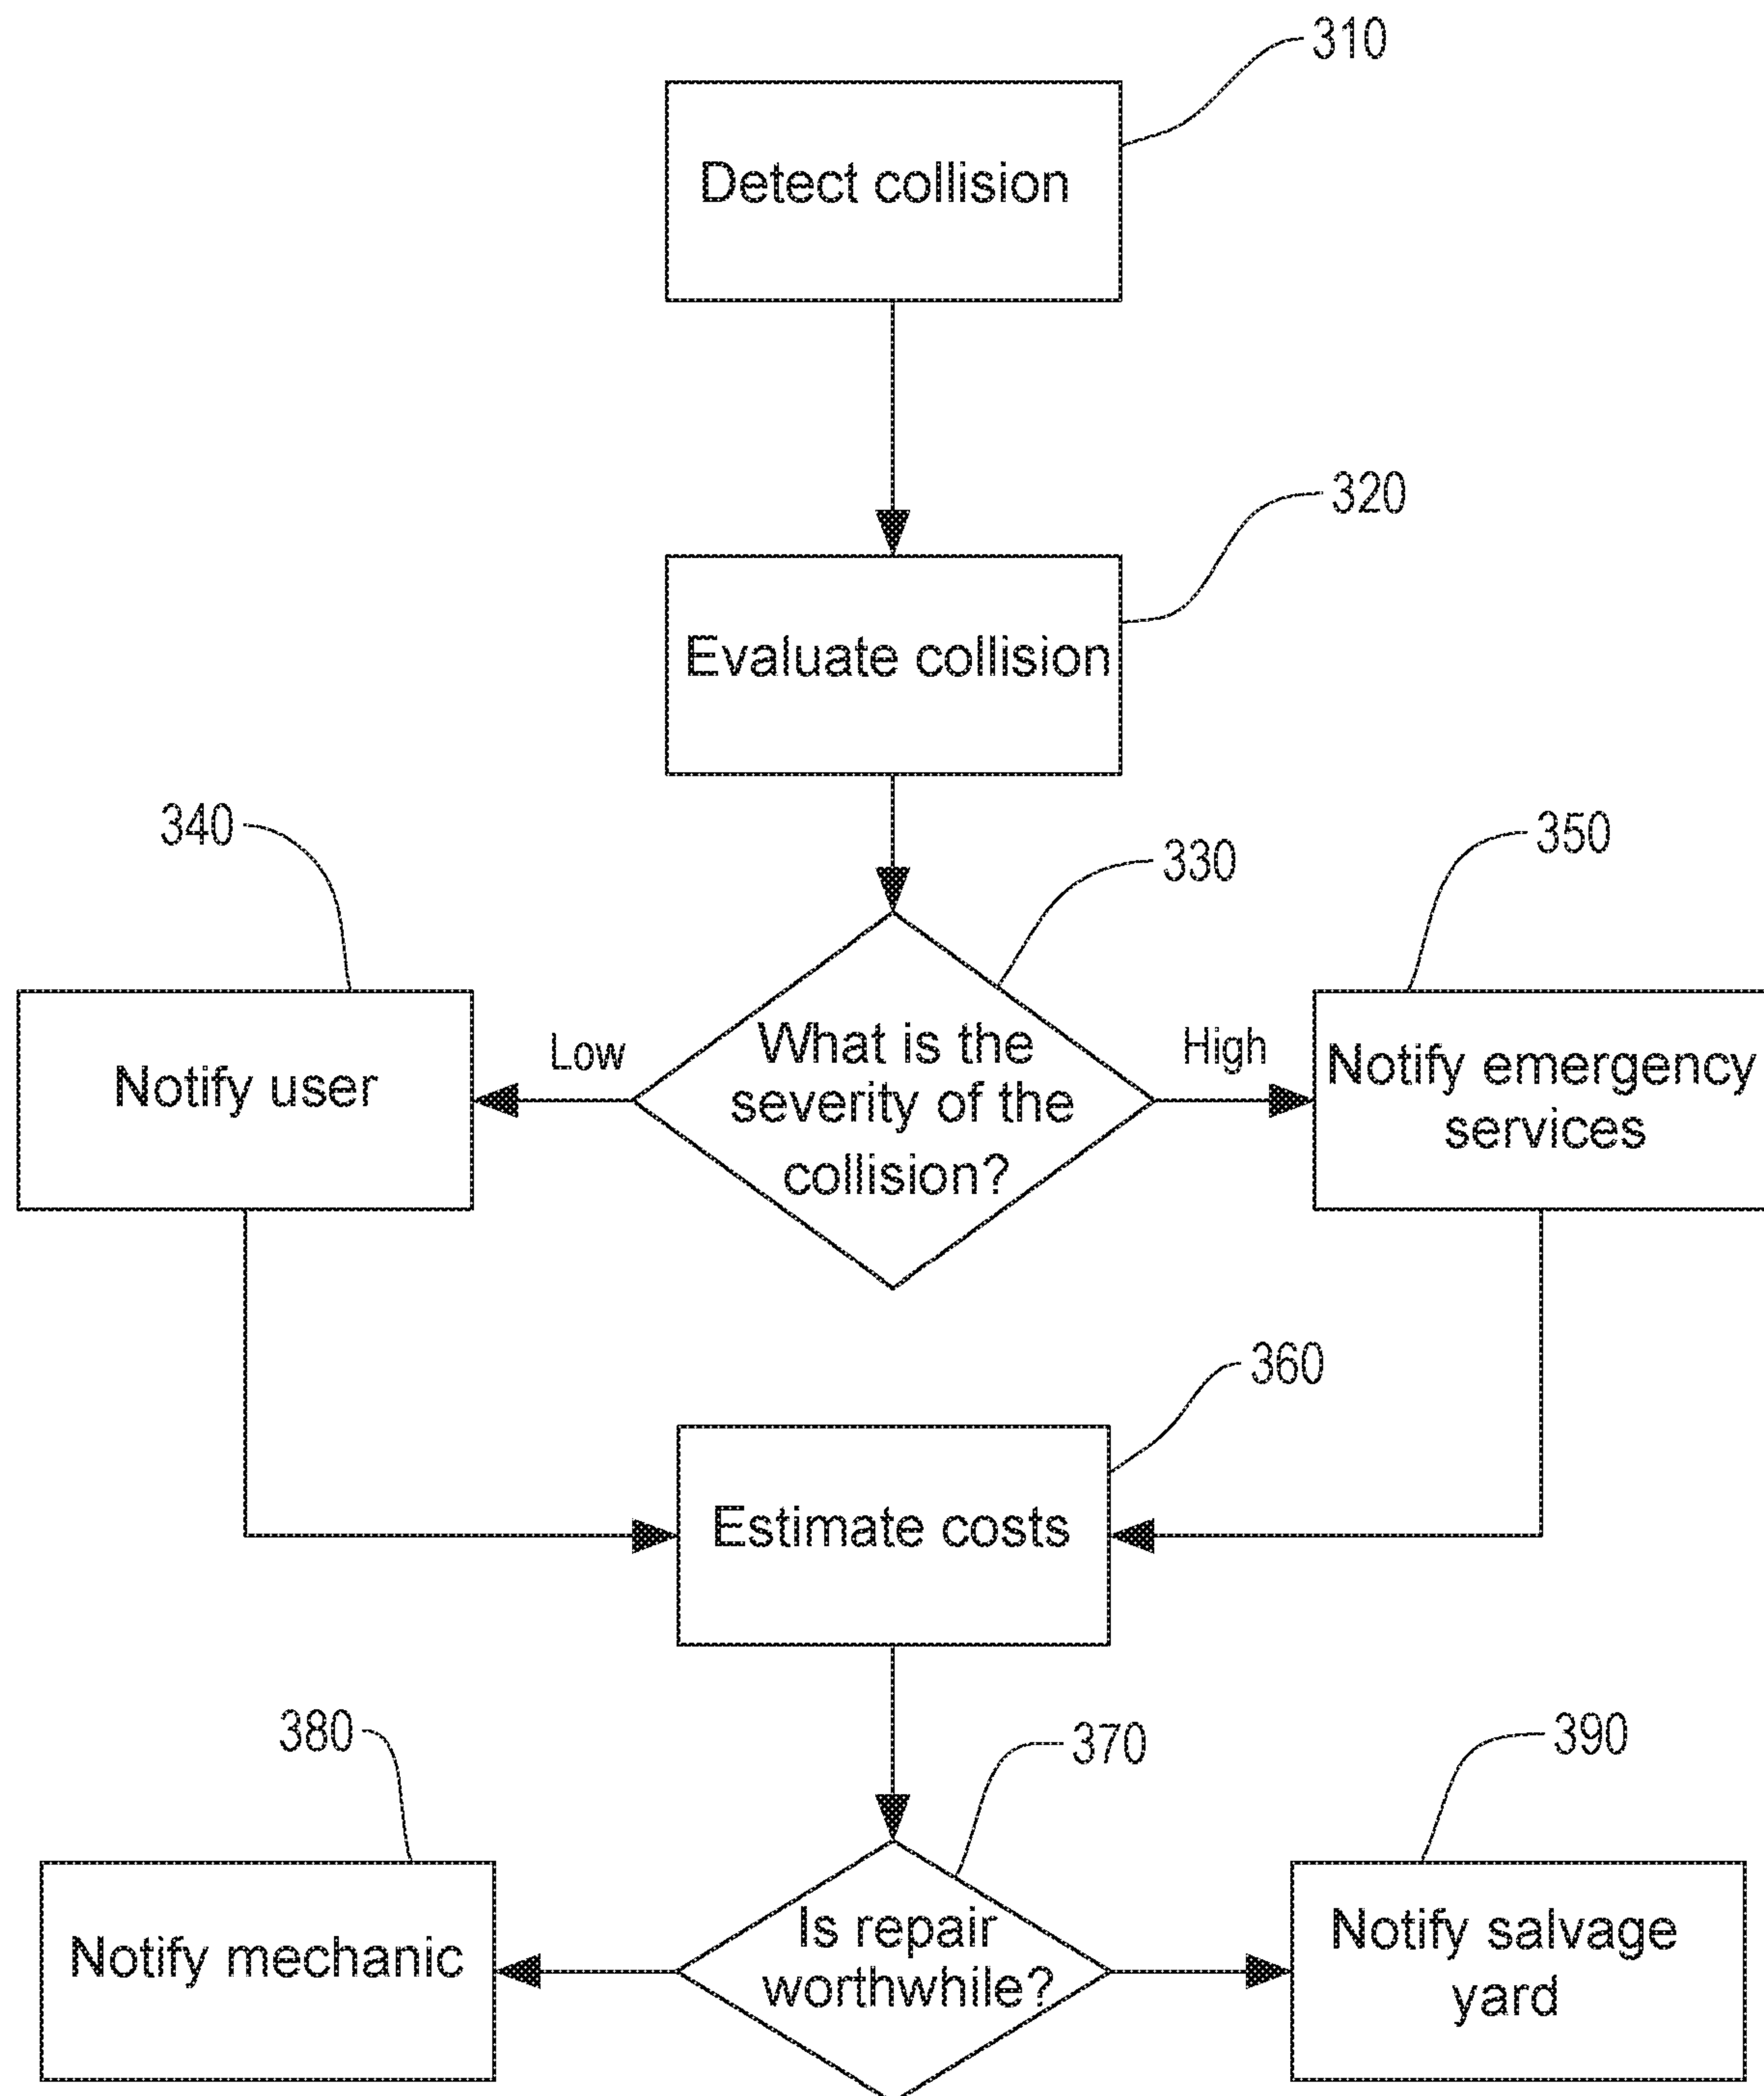 310
Detect collision
320
Evaluate collision
340
330
350
Notify user
Low
What is the
severity of the
collision?
High
Notify emergency
services
360
Estimate costs
380
370
390
Notify mechanic
Is repair
worthwhile?
Notify salvage
yard